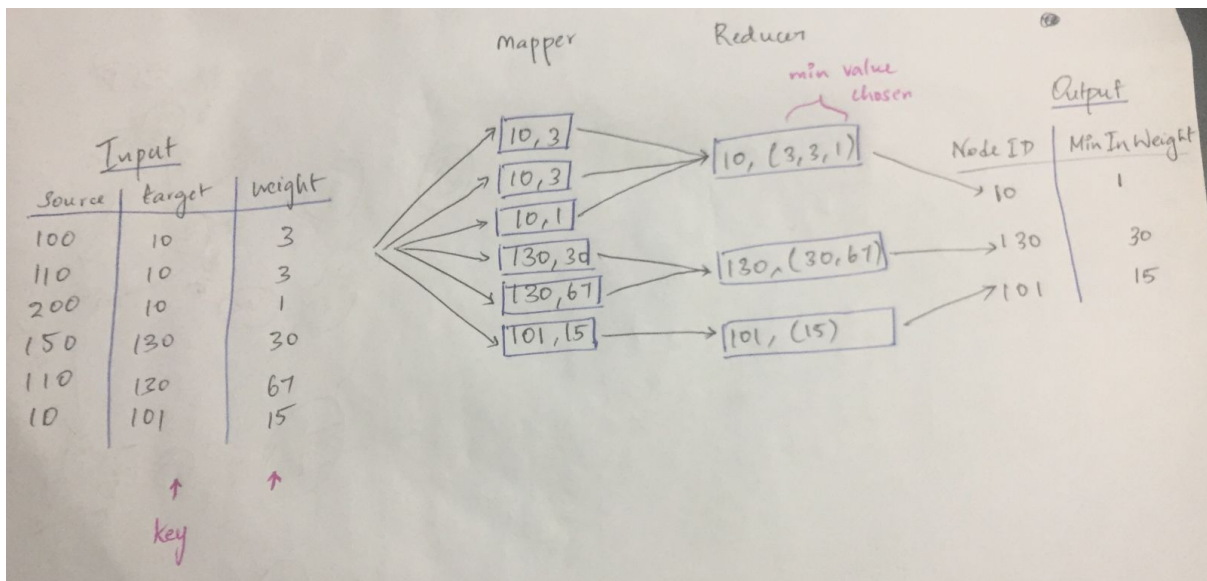 Mapper
Reducer
min value
chosen
Input
source target weight
100 10 3
110 10 3
200 10 1
150 130 30
110 130 67
10 101 15
key
10, 3
10, 3
10, 1
130, 30
130, 67
101, 15
10, (3, 3, 1)
130, (30, 67)
101, (15)
Output
Node ID Min In Weight
10 1
130 30
101 15